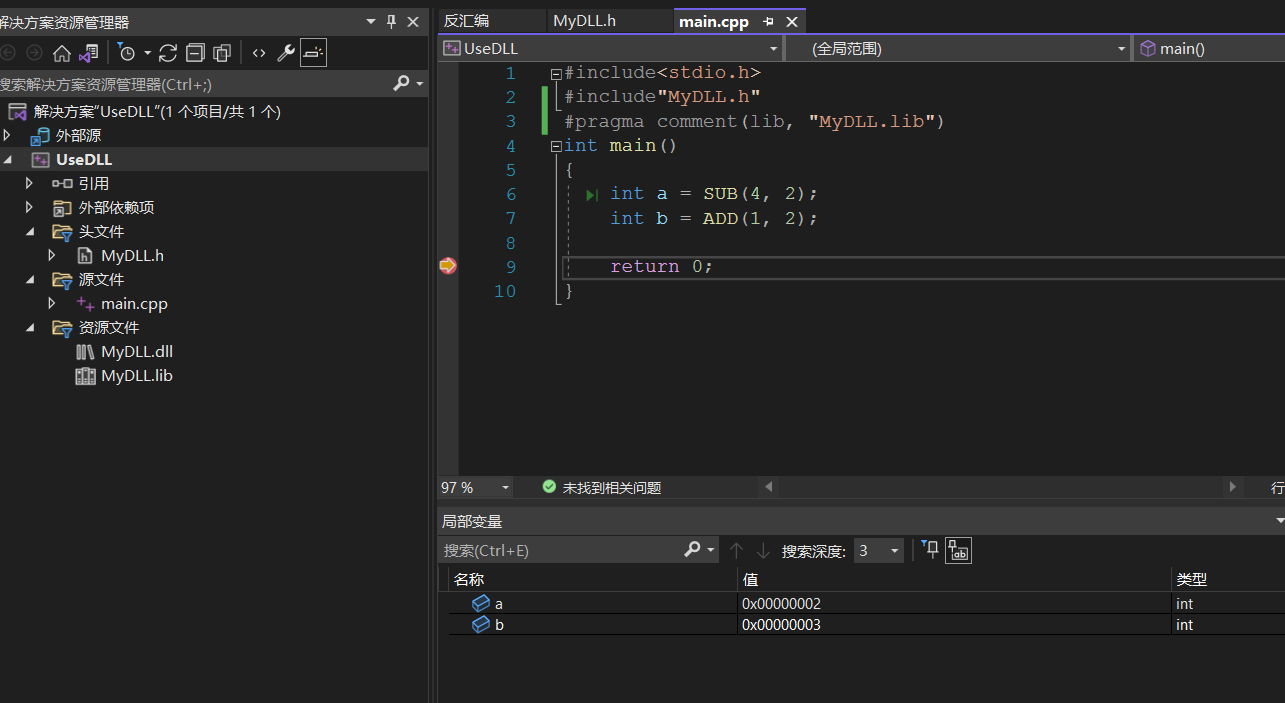 解决方案资源管理器
搜索解决方案资源管理器(Ctrl+;)
解决方案"UseDLL"(1 个项目/共 1 个)
外部源
UseDLL
引用
外部依赖项
头文件
MyDLL.h
源文件
main.cpp
资源文件
MyDLL.dll
MyDLL.lib
反汇编 MyDLL.h main.cpp
UseDLL (全局范围) main()
1 #include<stdio.h>
2 #include"MyDLL.h"
3 #pragma comment(lib, "MyDLL.lib")
4 int main()
5 {
6 int a = SUB(4, 2);
7 int b = ADD(1, 2);
8
9 return 0;
10 }
97 % 未找到相关问题 行
局部变量
搜索(Ctrl+E) 搜索深度: 3
名称 值 类型
a 0x00000002 int
b 0x00000003 int